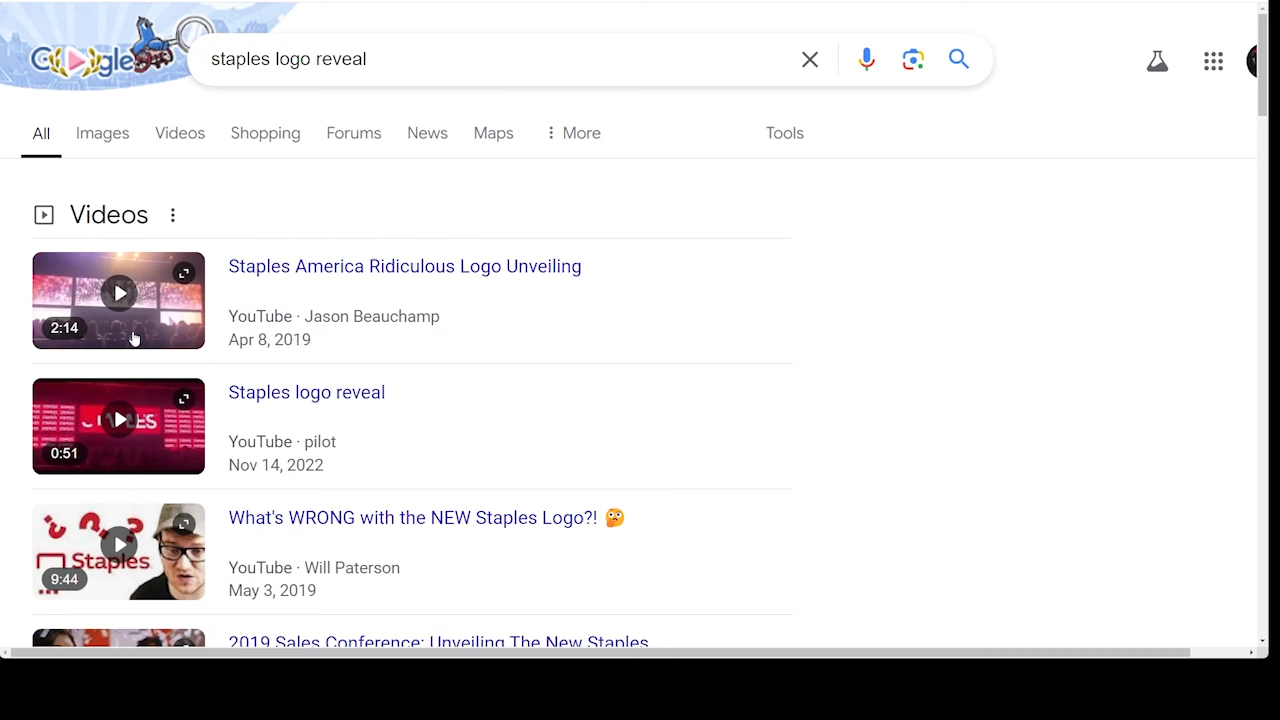 Google
staples logo reveal
All
Images
Videos
Shopping
Forums
News
Maps
More
Tools
Videos
Staples America Ridiculous Logo Unveiling
2:14
YouTube · Jason Beauchamp
Apr 8, 2019
Staples logo reveal
0:51
YouTube · pilot
Nov 14, 2022
What's WRONG with the NEW Staples Logo?! 🤔
Staples
9:44
YouTube · Will Paterson
May 3, 2019
2019 Sales Conference: Unveiling The New Staples